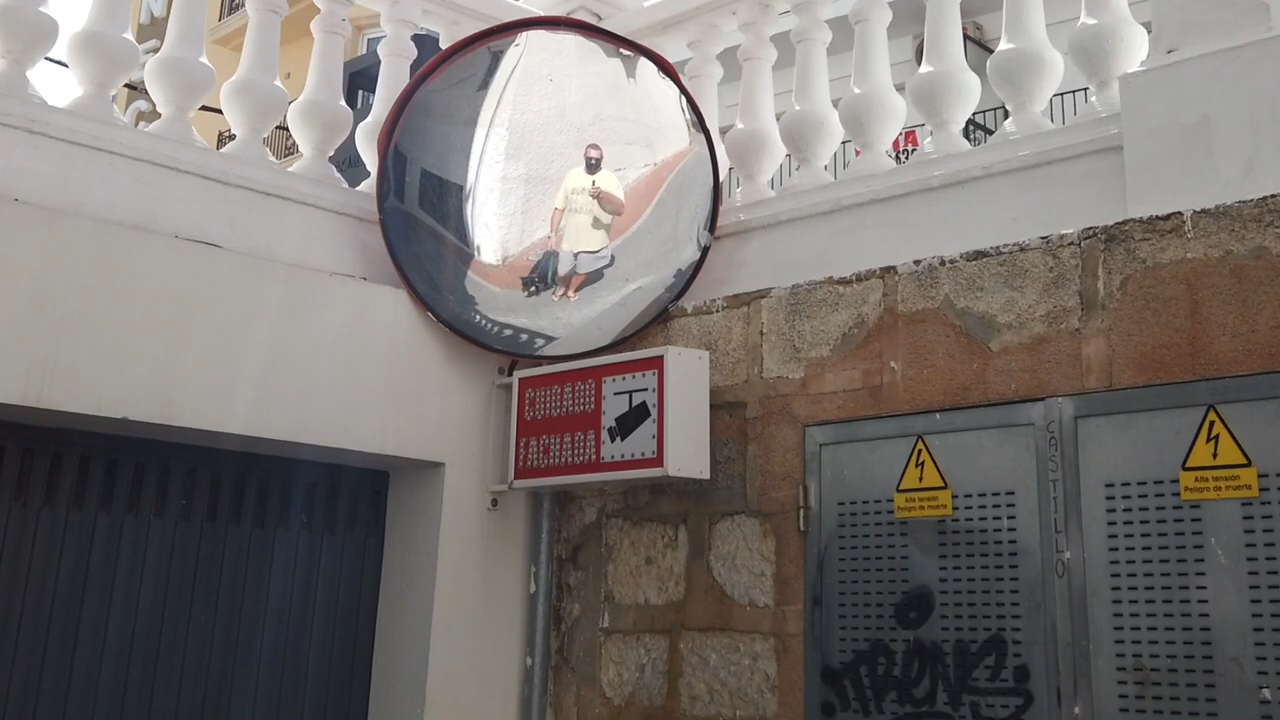 CUIDADO
FACHADA
Alta tensión
Peligro de muerte
CASTILLO
Alta tensión
Peligro de muerte